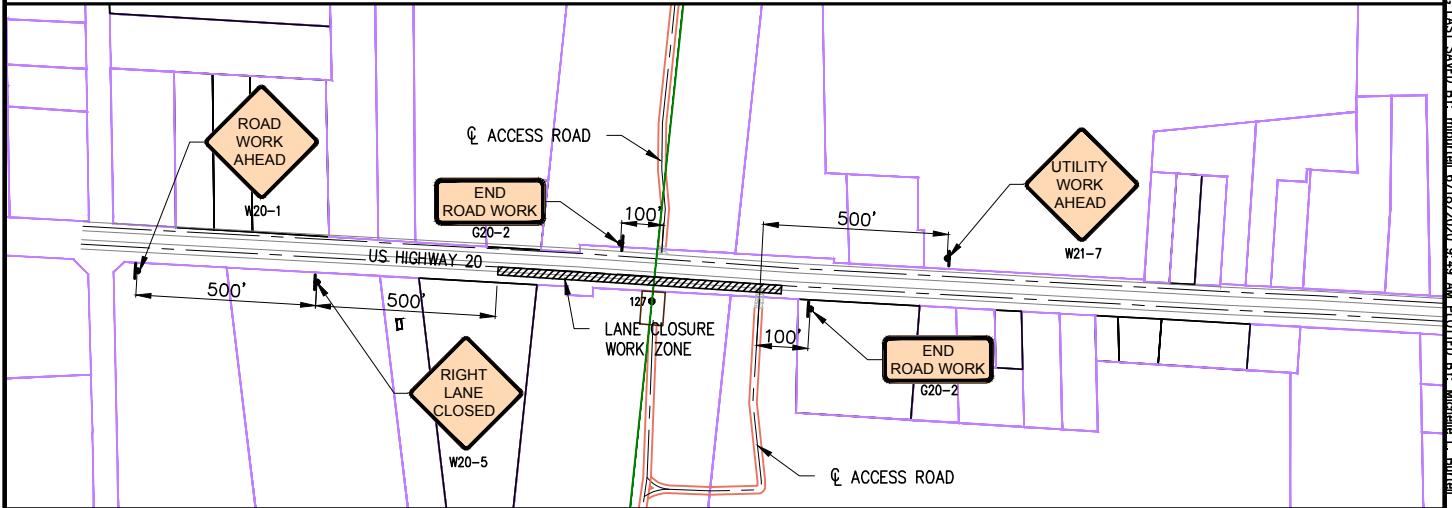 ROAD
WORK
AHEAD
W20-1
℄ ACCESS ROAD
END
ROAD WORK
G20-2
100'
500'
UTILITY
WORK
AHEAD
W21-7
US HIGHWAY 20
500'
500'
127
LANE CLOSURE
WORK ZONE
100'
RIGHT
LANE
CLOSED
W20-5
END
ROAD WORK
G20-2
℄ ACCESS ROAD